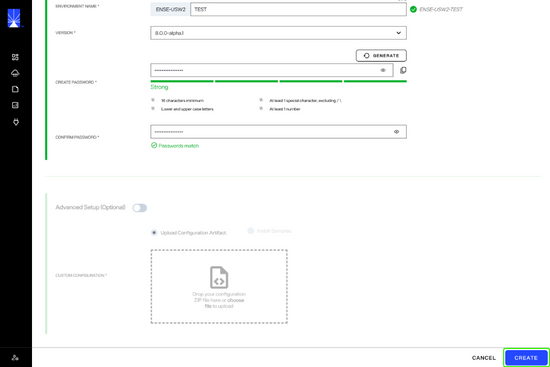 ENVIRONMENT NAME *
ENSE-USW2-
TEST
ENSE-USW2-TEST
VERSION *
8.0.0-alpha.1
GENERATE
CREATE PASSWORD *
Strong
16 characters minimum
At least 1 special character, excluding / \
Lower and upper case letters
At least 1 number
CONFIRM PASSWORD *
Passwords match
Advanced Setup (Optional)
Upload Configuration Artifact.
Install Samples
CUSTOM CONFIGURATION *
Drop your configuration
ZIP file here or choose
file to upload
CANCEL
CREATE